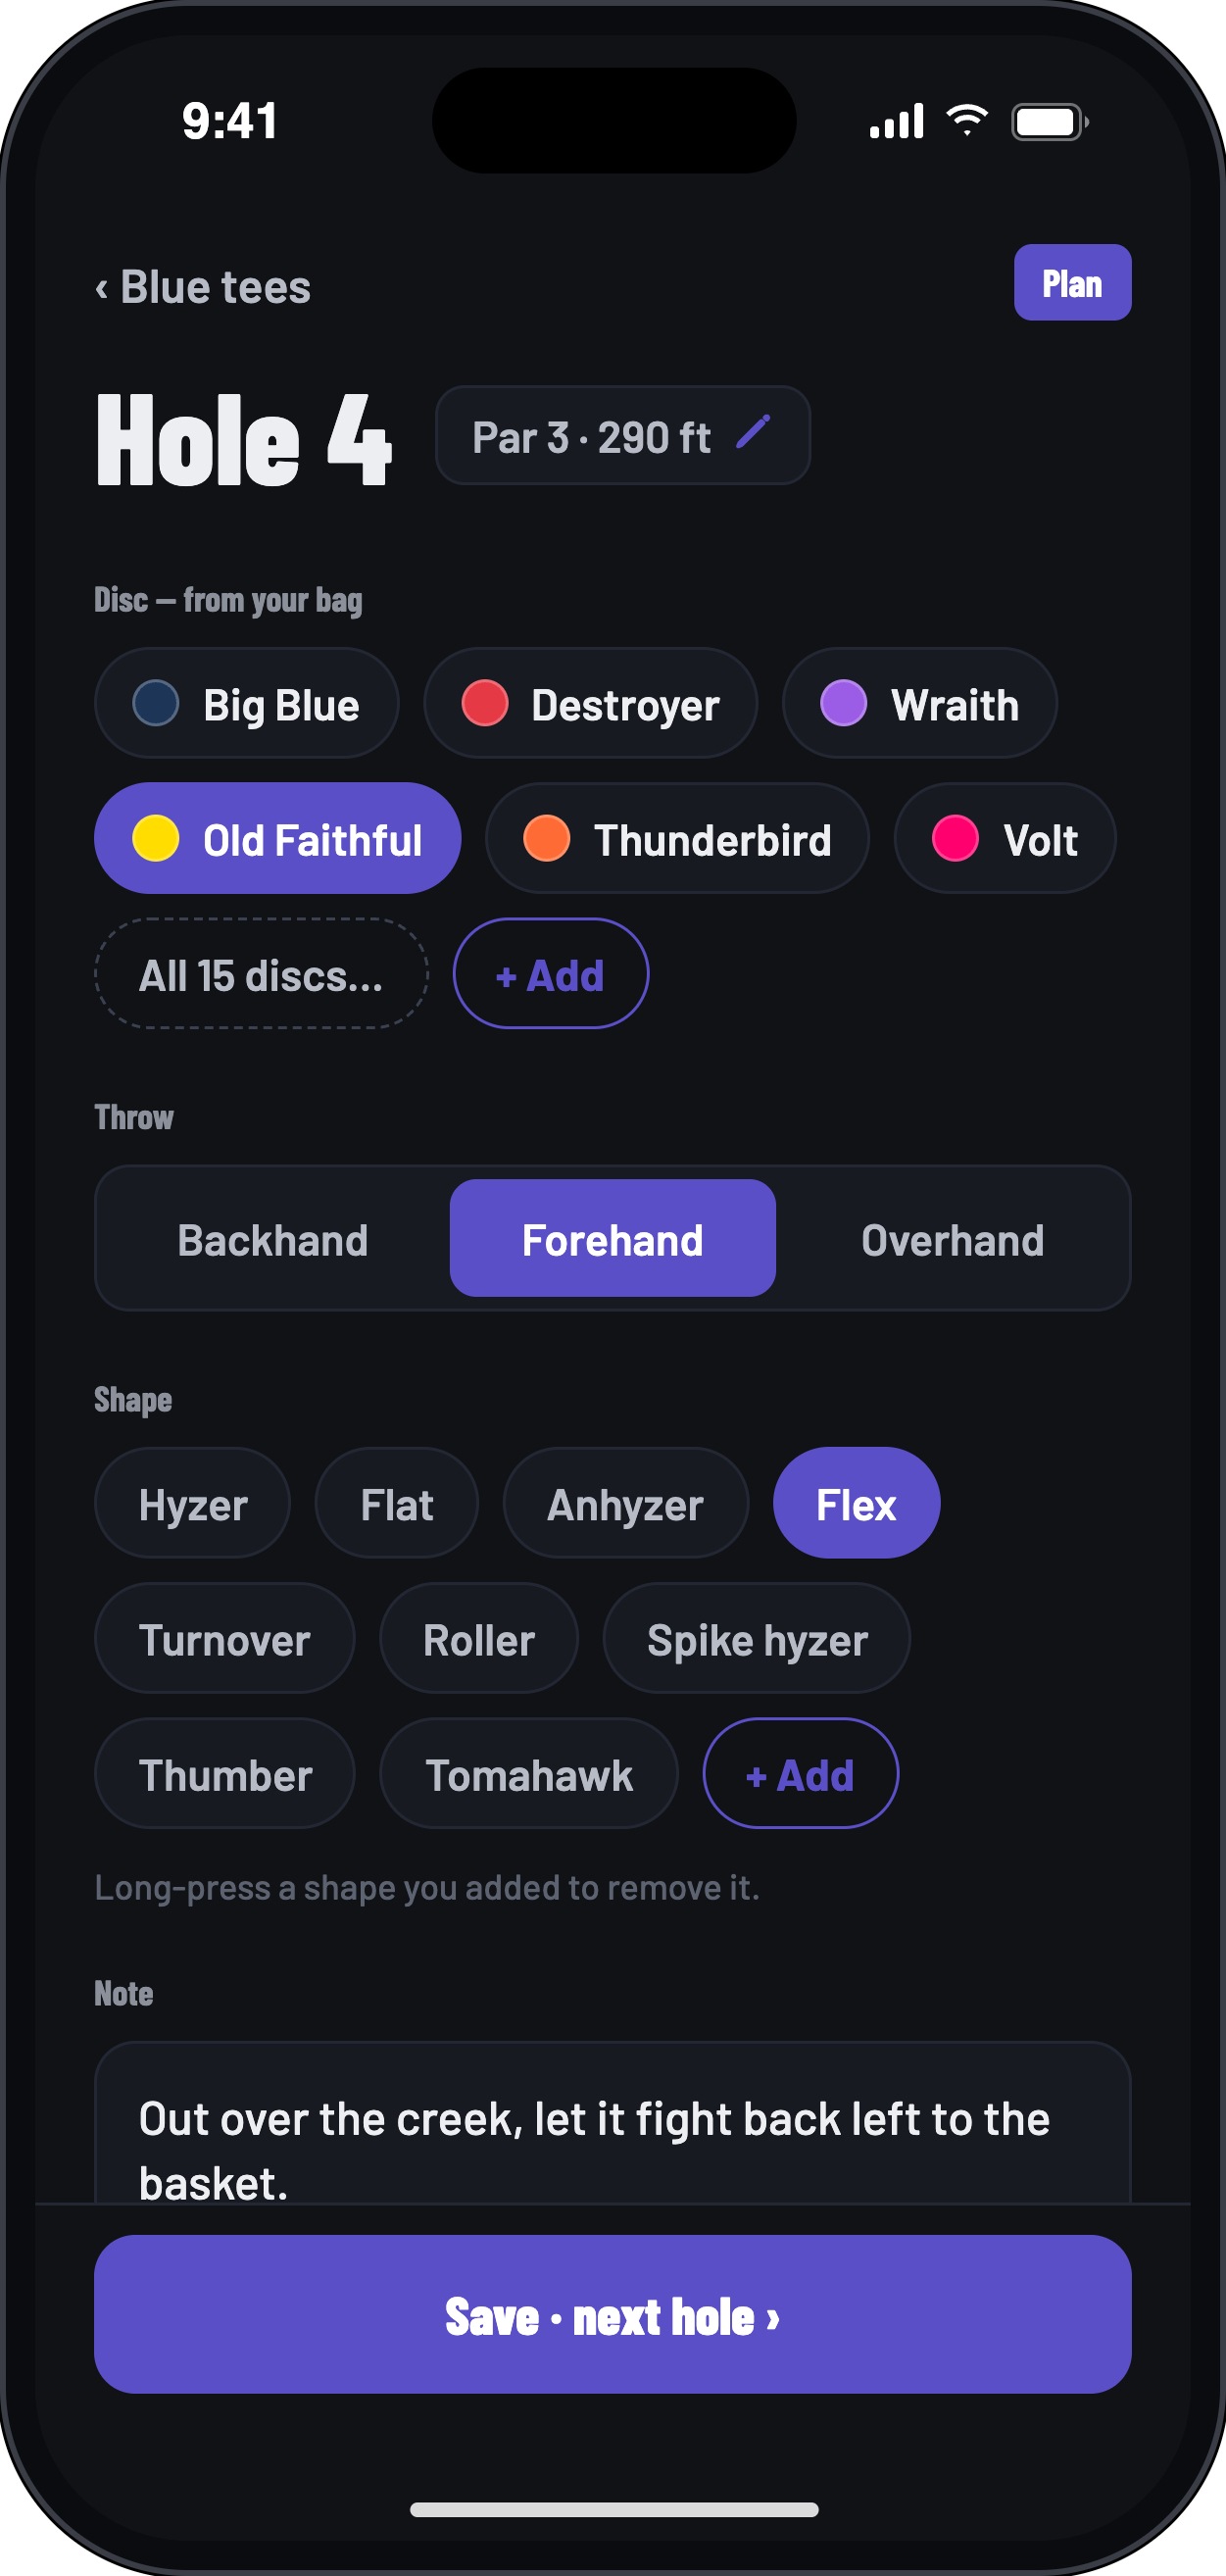 9:41
‹ Blue tees
Plan
Hole 4
Par 3 · 290 ft
Disc — from your bag
Big Blue
Destroyer
Wraith
Old Faithful
Thunderbird
Volt
All 15 discs...
+ Add
Throw
Backhand
Forehand
Overhand
Shape
Hyzer
Flat
Anhyzer
Flex
Turnover
Roller
Spike hyzer
Thumber
Tomahawk
+ Add
Long-press a shape you added to remove it.
Note
Out over the creek, let it fight back left to the
basket.
Save · next hole ›